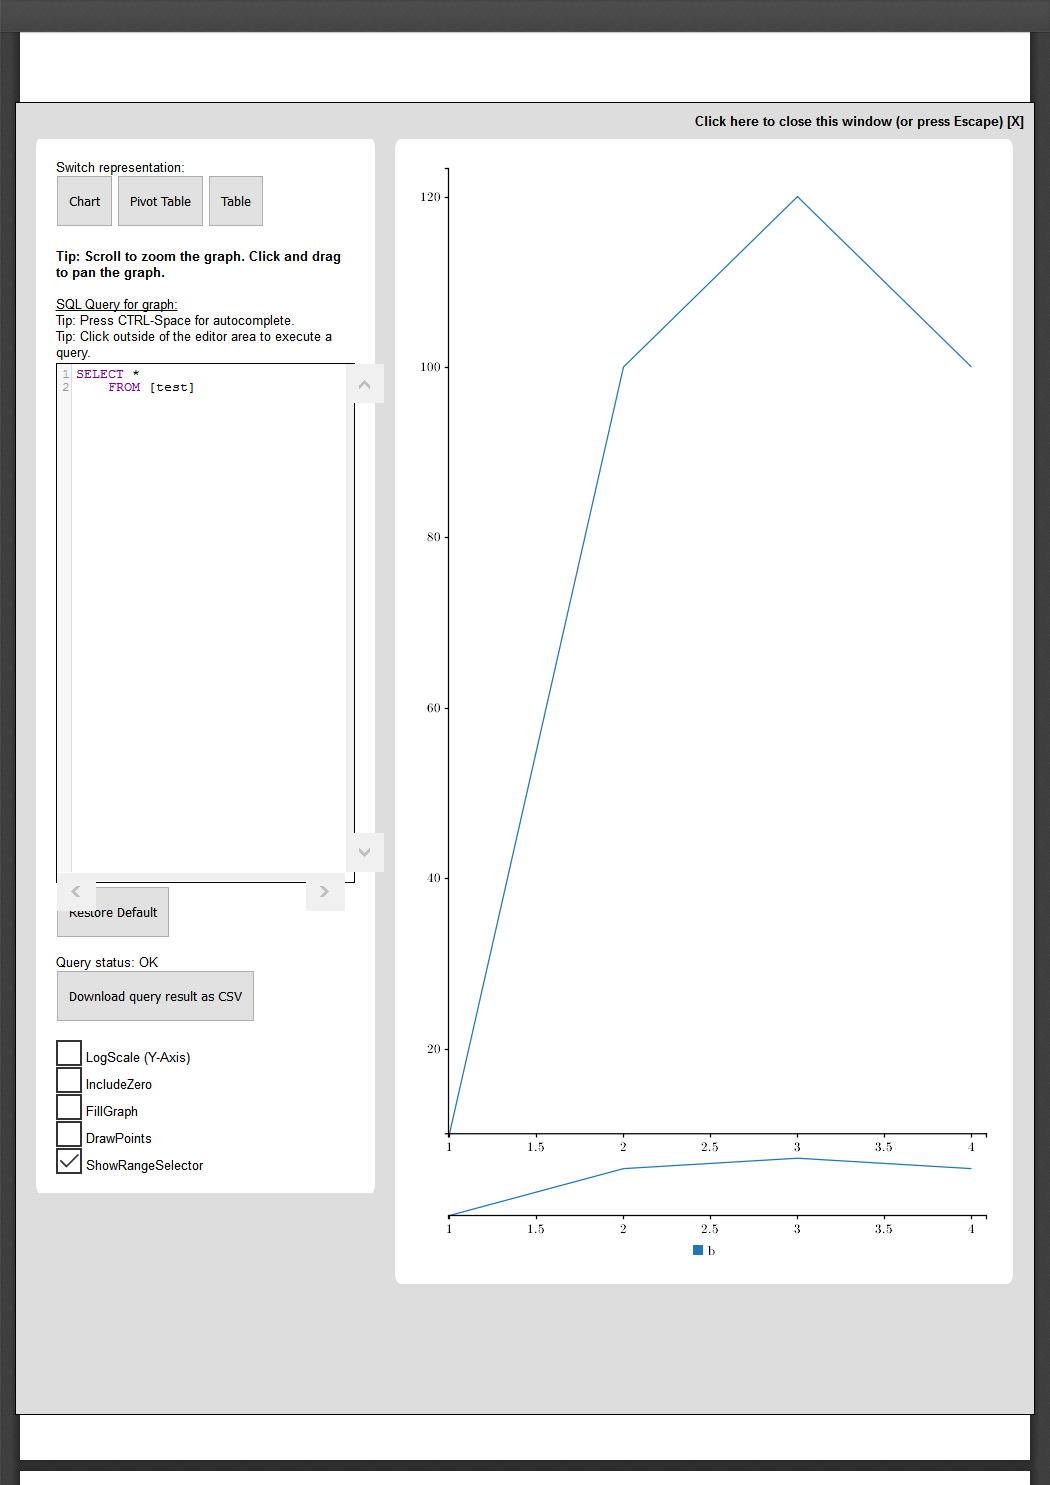 Click here to close this window (or press Escape) [X]
Switch representation:
Chart
Pivot Table
Table
Tip: Scroll to zoom the graph. Click and drag
to pan the graph.
SQL Query for graph:
Tip: Press CTRL-Space for autocomplete.
Tip: Click outside of the editor area to execute a
query.
1 SELECT *
2 FROM [test]
Restore Default
Query status: OK
Download query result as CSV
LogScale (Y-Axis)
IncludeZero
FillGraph
DrawPoints
ShowRangeSelector
120
100
80
60
40
20
1 1.5 2 2.5 3 3.5 4
1 1.5 2 2.5 3 3.5 4
b